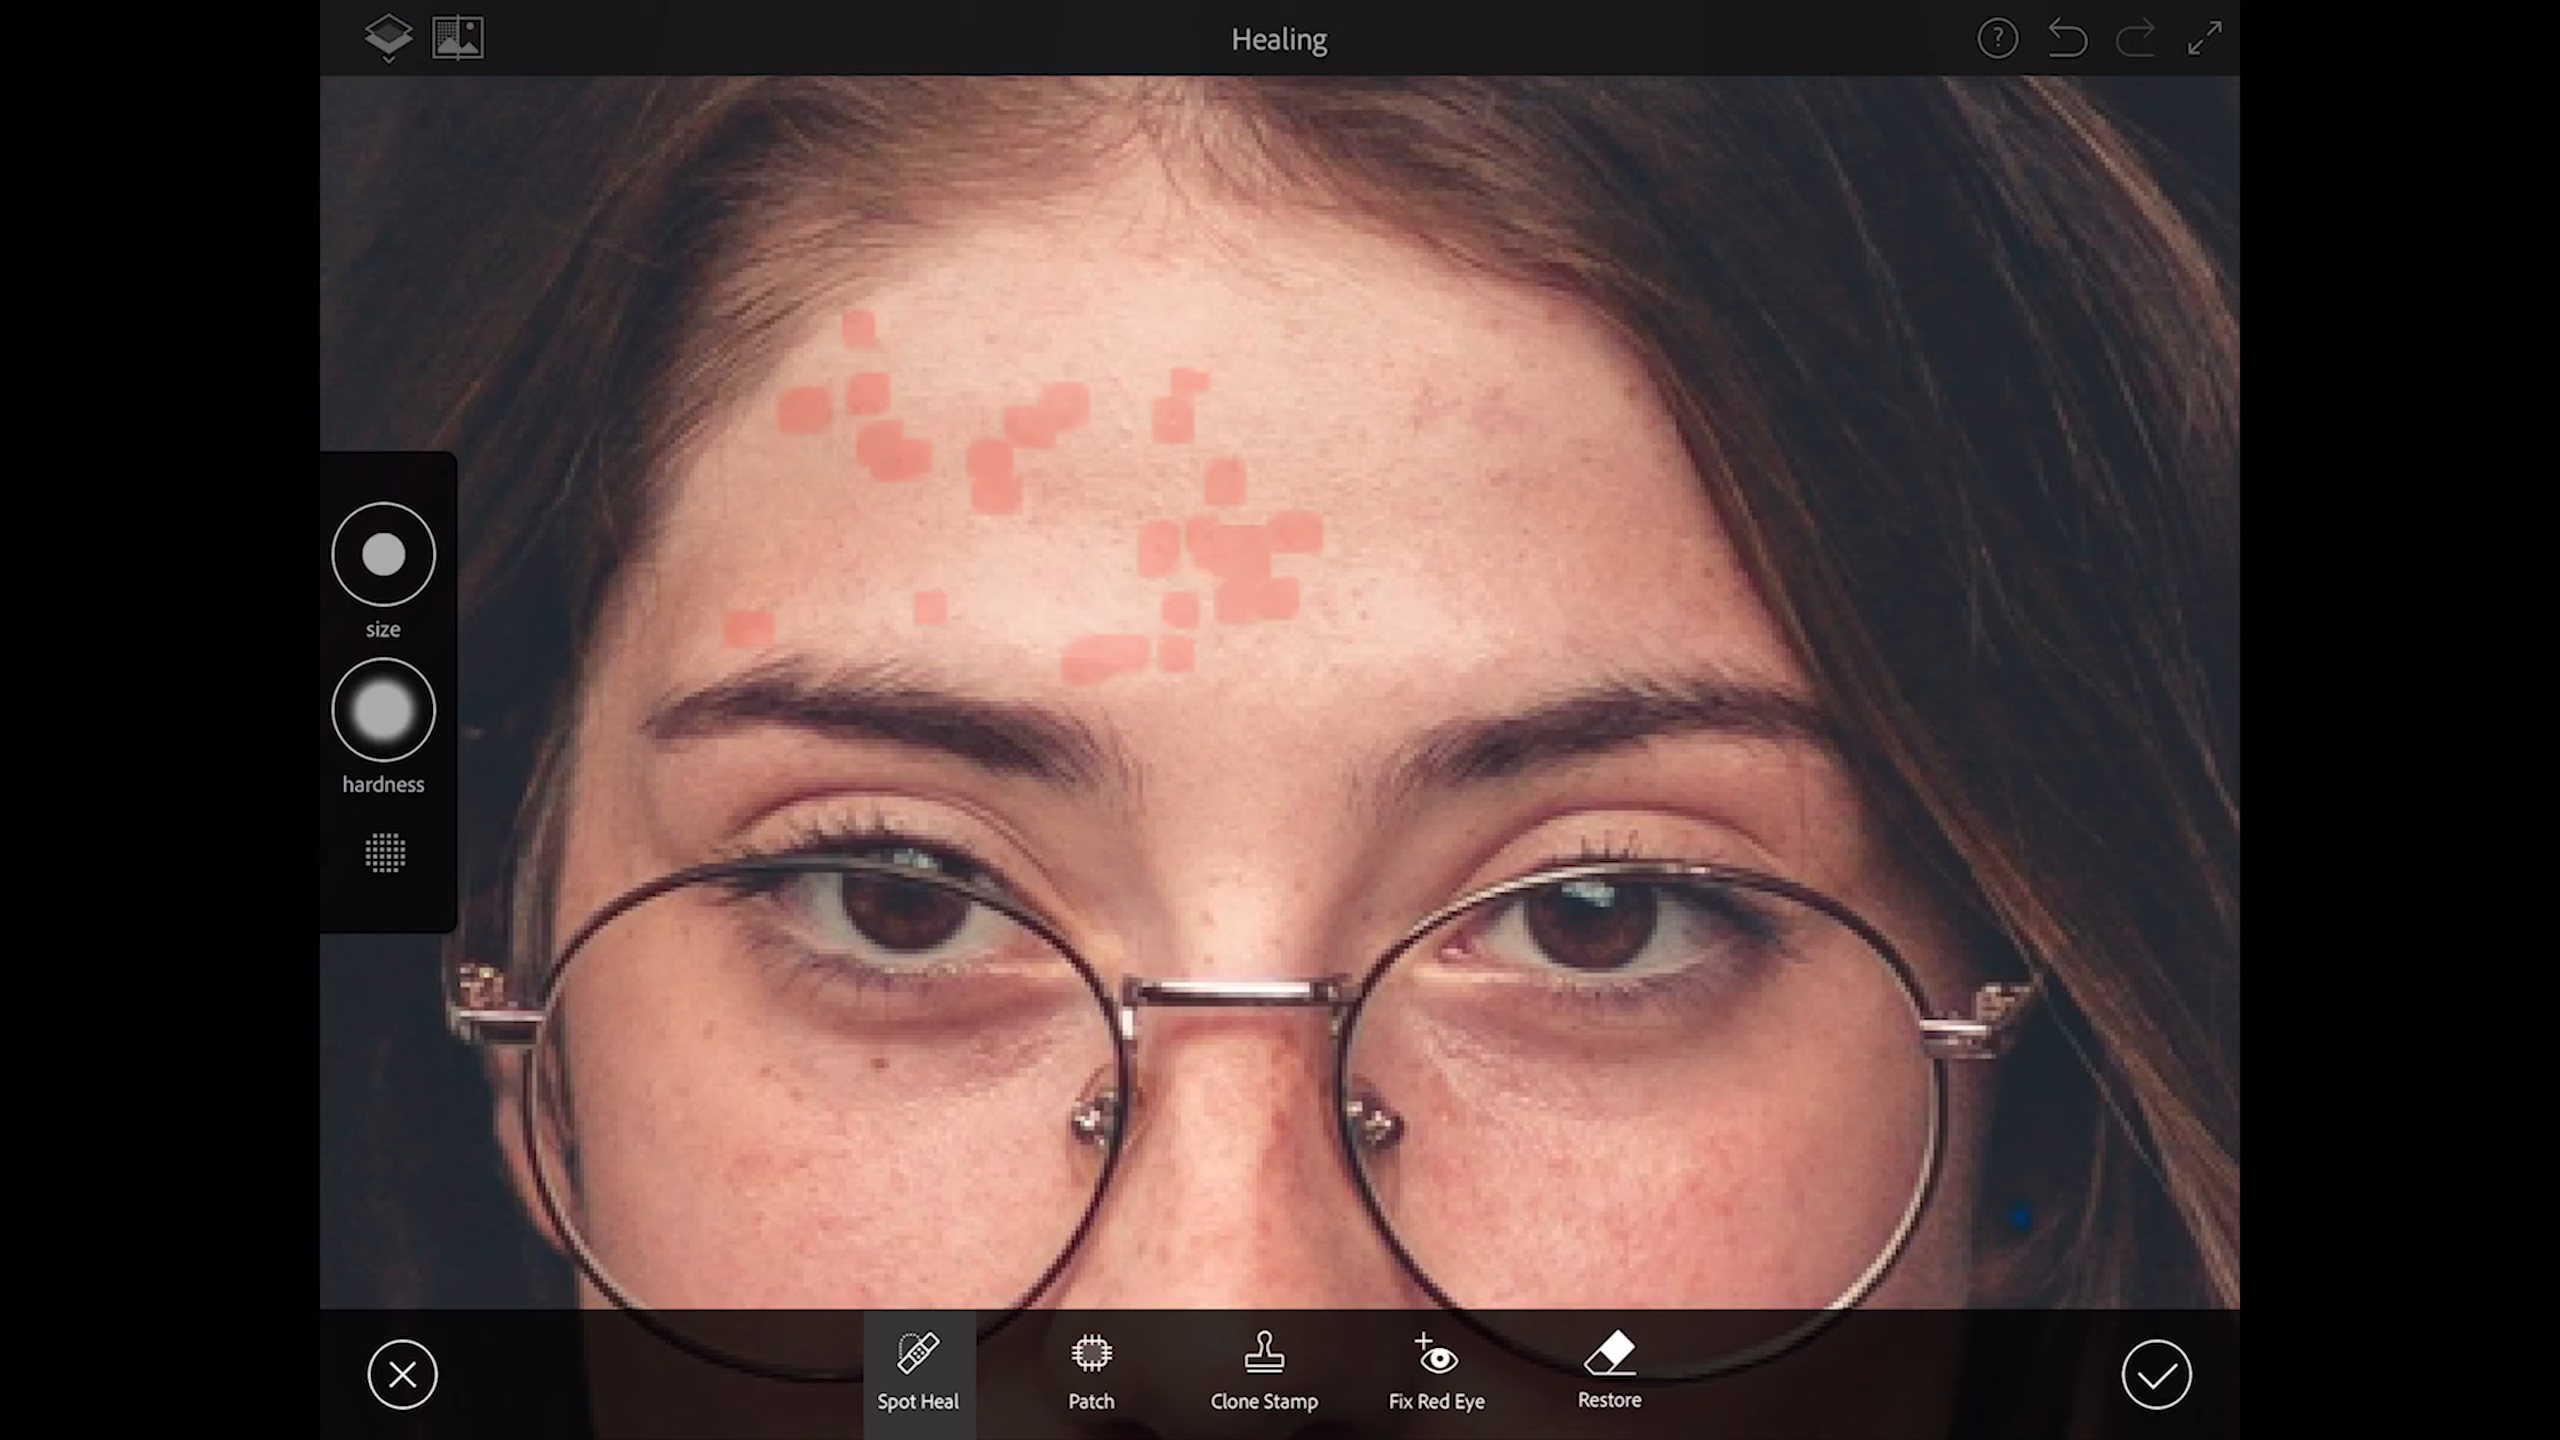 Healing
size
hardness
Spot Heal
Patch
Clone Stamp
Fix Red Eye
Restore